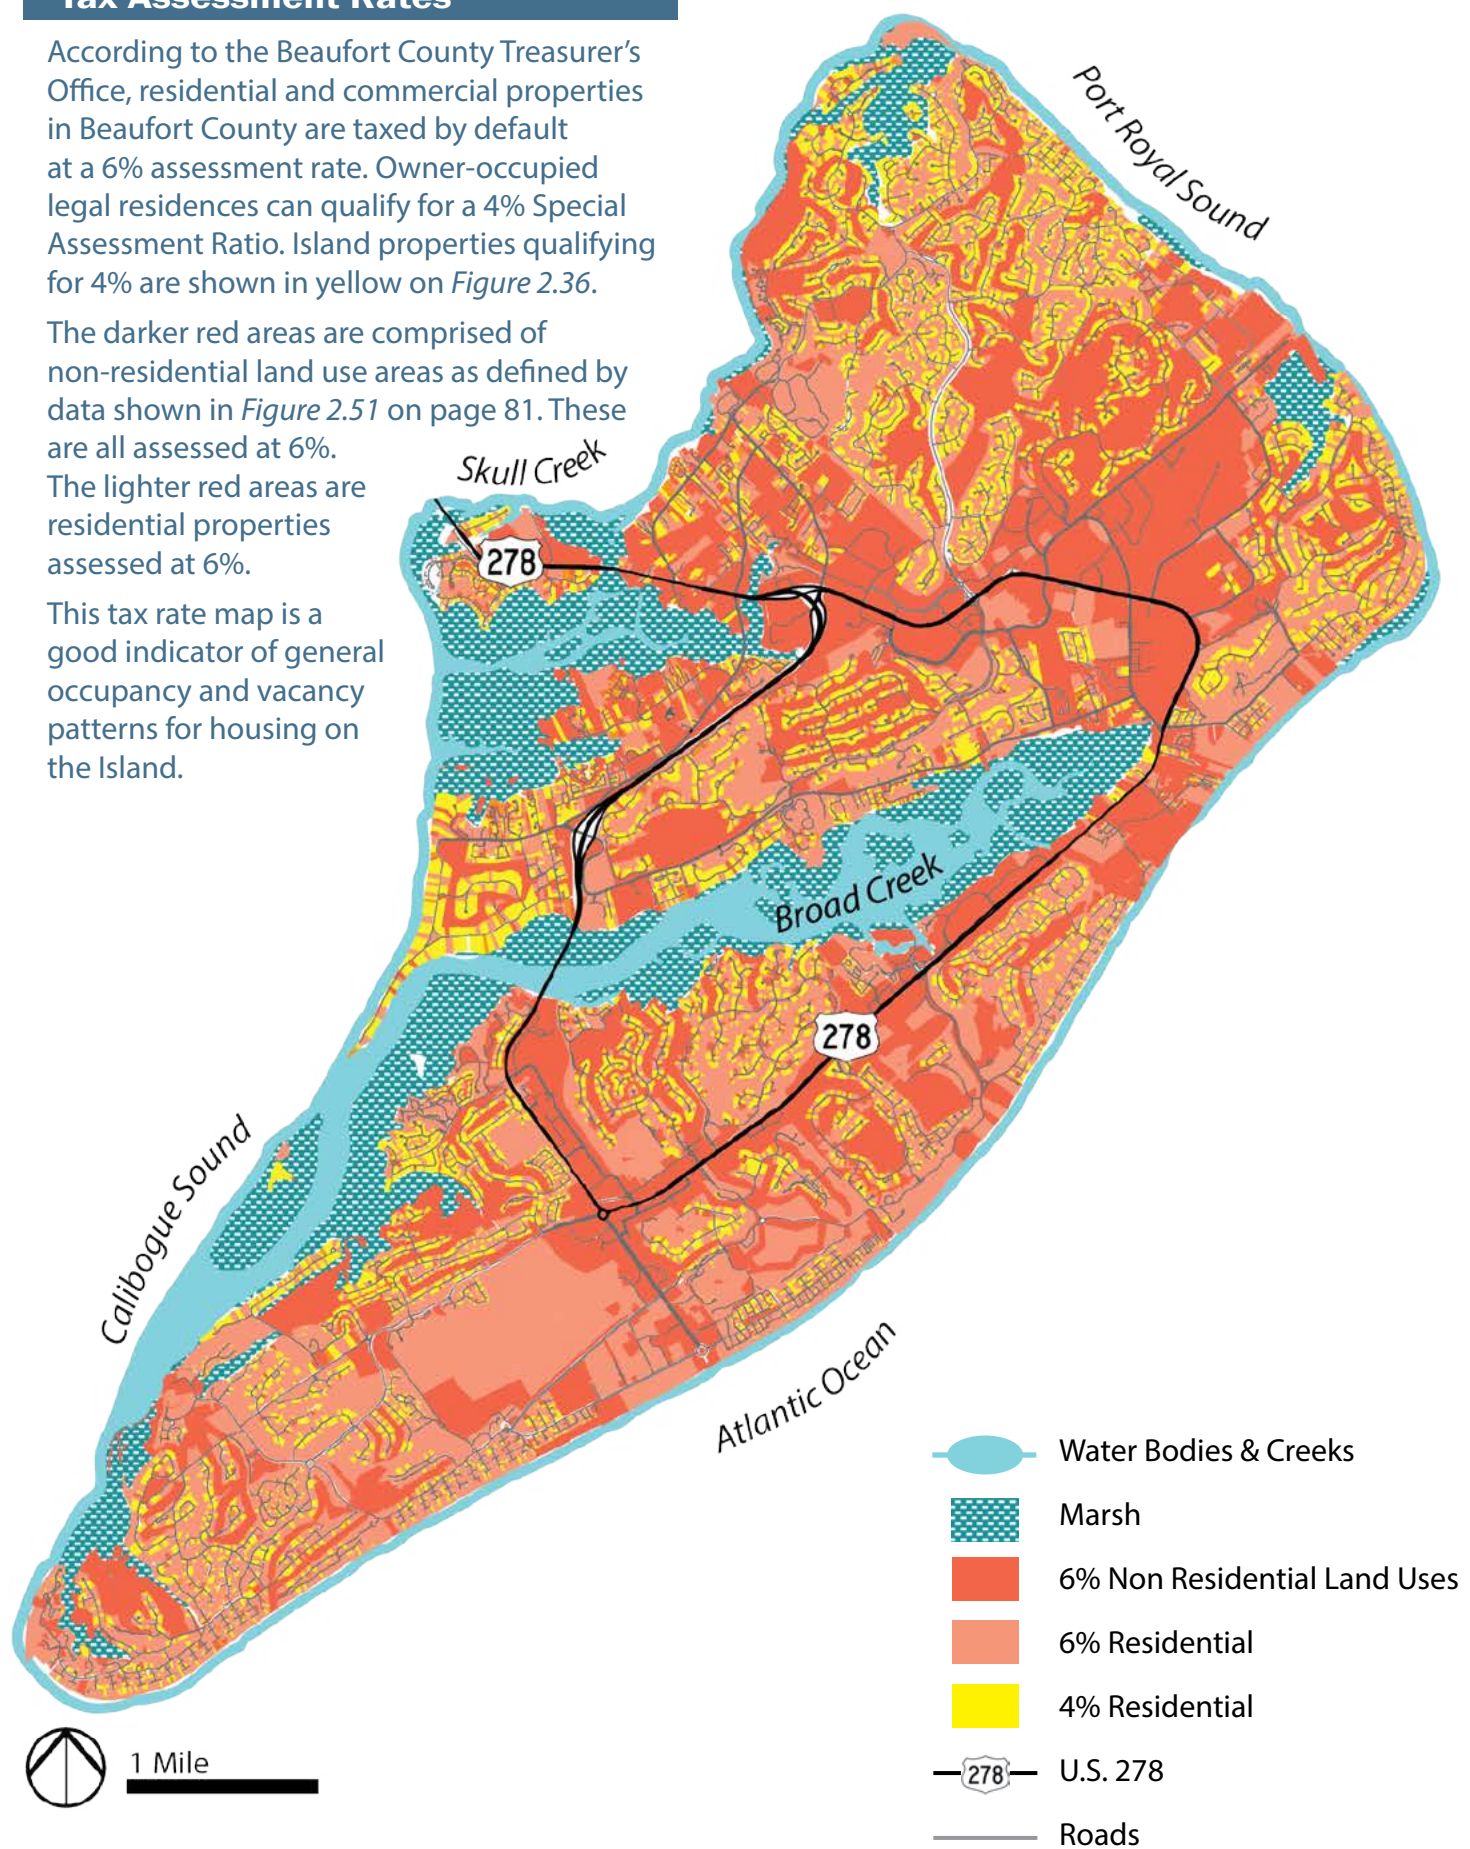 Tax Assessment Rates
According to the Beaufort County Treasurer’s
Office, residential and commercial properties
in Beaufort County are taxed by default
at a 6% assessment rate. Owner-occupied
legal residences can qualify for a 4% Special
Assessment Ratio. Island properties qualifying
for 4% are shown in yellow on Figure 2.36.
The darker red areas are comprised of
non-residential land use areas as defined by
data shown in Figure 2.51 on page 81. These
are all assessed at 6%.
The lighter red areas are
residential properties
assessed at 6%.
This tax rate map is a
good indicator of general
occupancy and vacancy
patterns for housing on
the Island.
Port Royal Sound
Skull Creek
278
Broad Creek
278
Calibogue Sound
Atlantic Ocean
Water Bodies & Creeks
Marsh
6% Non Residential Land Uses
6% Residential
4% Residential
278 U.S. 278
Roads
1 Mile